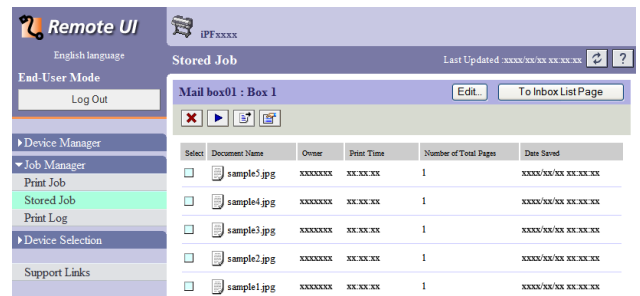 Remote UI
iPFxxxx
English language
Stored Job
Last Updated :xxxx/xx/xx xx:xx:xx
?
End-User Mode
Log Out
Mail box01 : Box 1
Edit...
To Inbox List Page
Device Manager
Job Manager
Print Job
Stored Job
Print Log
Device Selection
Support Links
Select Document Name Owner Print Time Number of Total Pages Date Saved
sample5.jpg xxxxxxx xx:xx:xx 1 xxxx/xx/xx xx:xx:xx
sample4.jpg xxxxxxx xx:xx:xx 1 xxxx/xx/xx xx:xx:xx
sample3.jpg xxxxxxx xx:xx:xx 1 xxxx/xx/xx xx:xx:xx
sample2.jpg xxxxxxx xx:xx:xx 1 xxxx/xx/xx xx:xx:xx
sample1.jpg xxxxxxx xx:xx:xx 1 xxxx/xx/xx xx:xx:xx